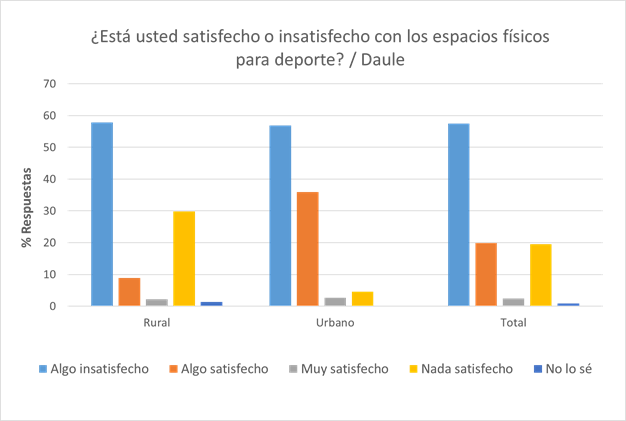 ¿Está usted satisfecho o insatisfecho con los espacios físicos
para deporte? / Daule
70
60
50
40
30
20
10
0
% Respuestas
Rural Urbano Total
Algo insatisfecho Algo satisfecho Muy satisfecho Nada satisfecho No lo sé